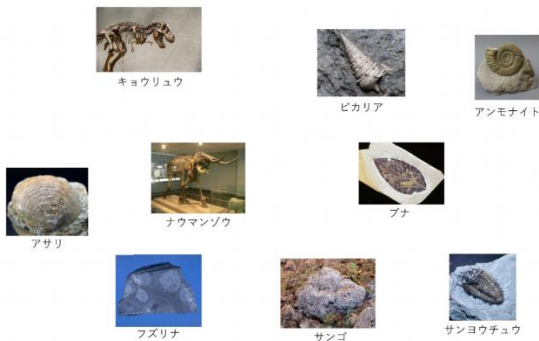 キョウリュウ
ビカリア
アンモナイト
アサリ
ナウマンゾウ
ブナ
フズリナ
サンゴ
サンヨウチュウ